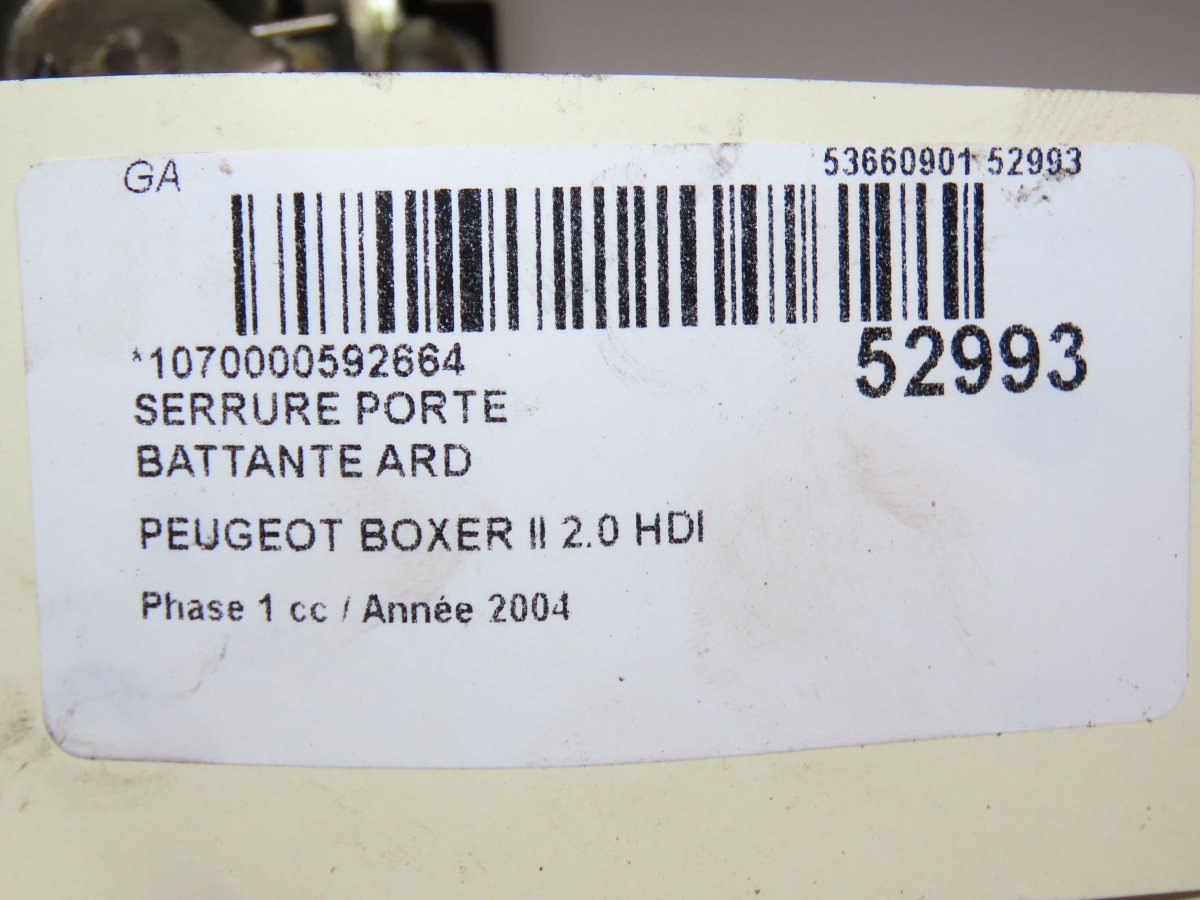 GA
53660901 52993
*1070000592664
52993
SERRURE PORTE
BATTANTE ARD
PEUGEOT BOXER II 2.0 HDI
Phase 1 cc / Année 2004